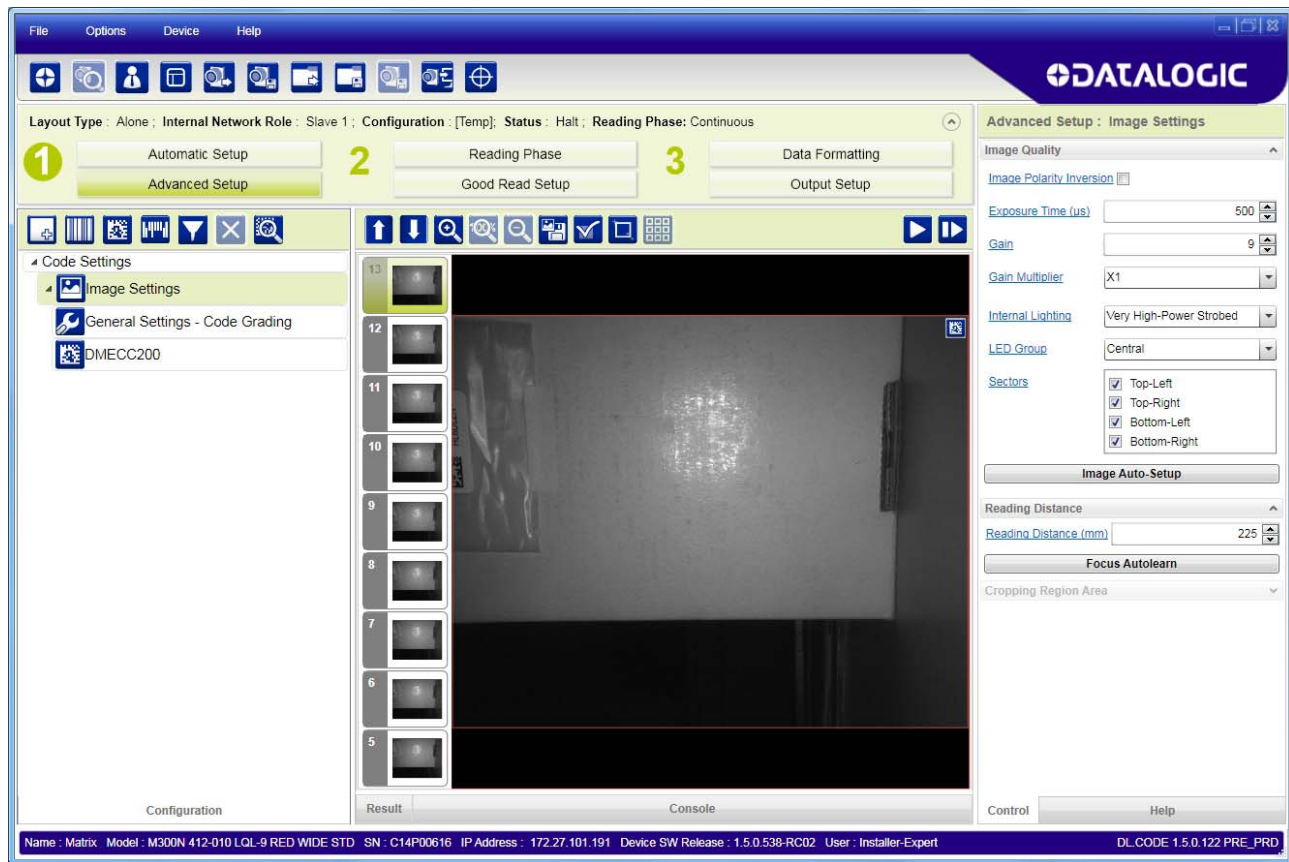 File Options Device Help
DATALOGIC
Layout Type : Alone ; Internal Network Role : Slave 1 ; Configuration : [Temp]; Status : Halt ; Reading Phase: Continuous
1 Automatic Setup 2 Reading Phase 3 Data Formatting
Advanced Setup Good Read Setup Output Setup
Code Settings
Image Settings
General Settings - Code Grading
DMECC200
Configuration
100%
13
12
11
10
9
8
7
6
5
Result Console
Advanced Setup : Image Settings
Image Quality
Image Polarity Inversion
Exposure Time (µs) 500
Gain 9
Gain Multiplier X1
Internal Lighting Very High-Power Strobed
LED Group Central
Sectors Top-Left
Top-Right
Bottom-Left
Bottom-Right
Image Auto-Setup
Reading Distance
Reading Distance (mm) 225
Focus Autolearn
Cropping Region Area
Control Help
Name : Matrix Model : M300N 412-010 LQL-9 RED WIDE STD SN : C14P00616 IP Address : 172.27.101.191 Device SW Release : 1.5.0.538-RC02 User : Installer-Expert DL.CODE 1.5.0.122 PRE_PRD